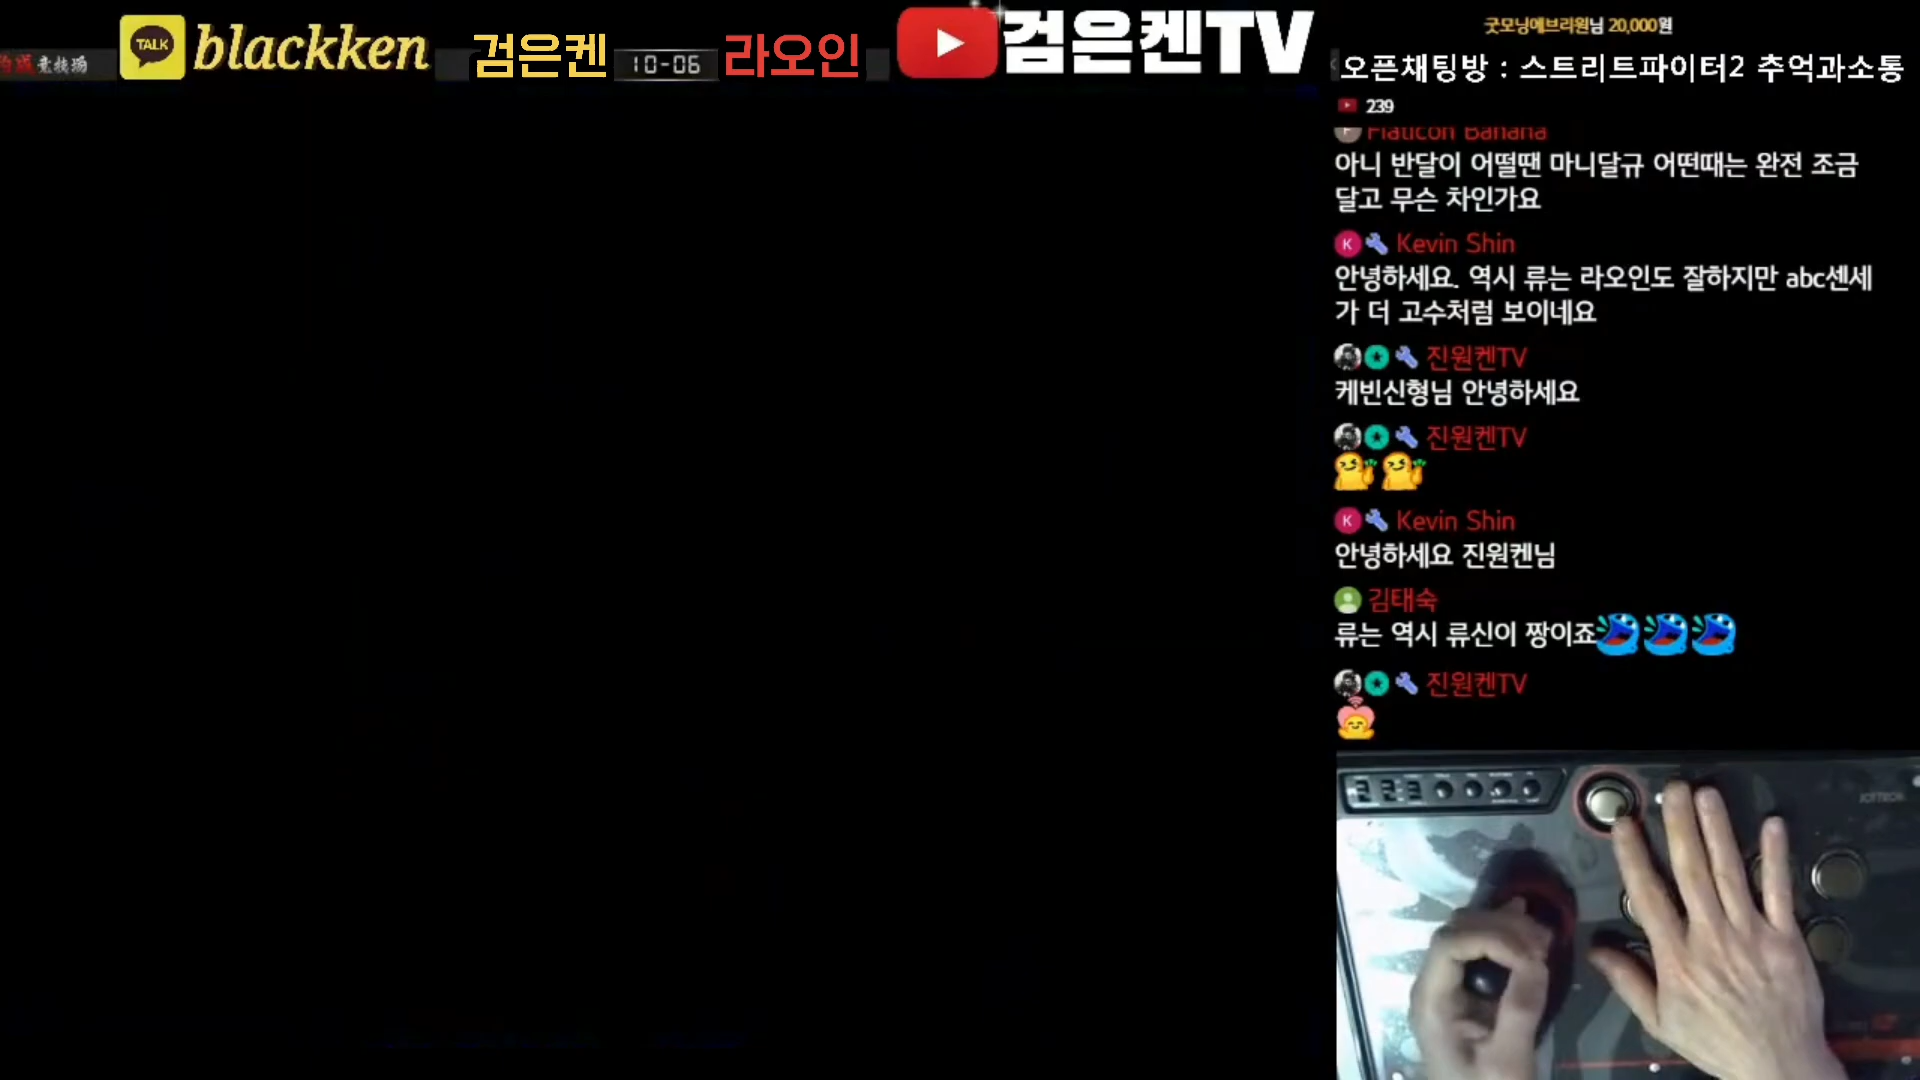 TALK
blackken
검은켄
10-06
라오인
검은켄TV
굿모닝에브리원님 20,000원
오픈채팅방 : 스트리트파이터2 추억과소통
239
Flaticon Banana
아니 반달이 어떨땐 마니달규 어떤때는 완전 조금
달고 무슨 차인가요
K Kevin Shin
안녕하세요. 역시 류는 라오인도 잘하지만 abc센세
가 더 고수처럼 보이네요
진원켄TV
케빈신형님 안녕하세요
진원켄TV
K Kevin Shin
안녕하세요 진원켄님
김태숙
류는 역시 류신이 짱이죠
진원켄TV